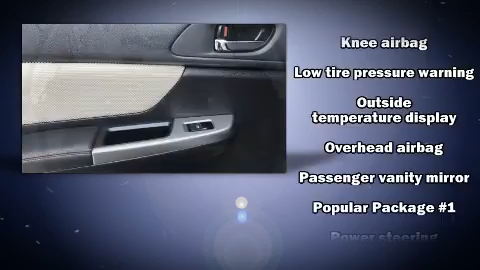 Knee airbag
Low tire pressure warning
Outside
temperature display
Overhead airbag
Passenger vanity mirror
Popular Package #1
Power steering